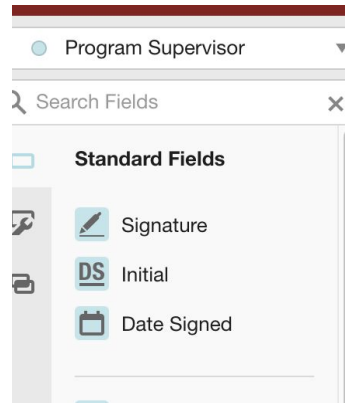 Program Supervisor
Search Fields
Standard Fields
Signature
DS Initial
Date Signed